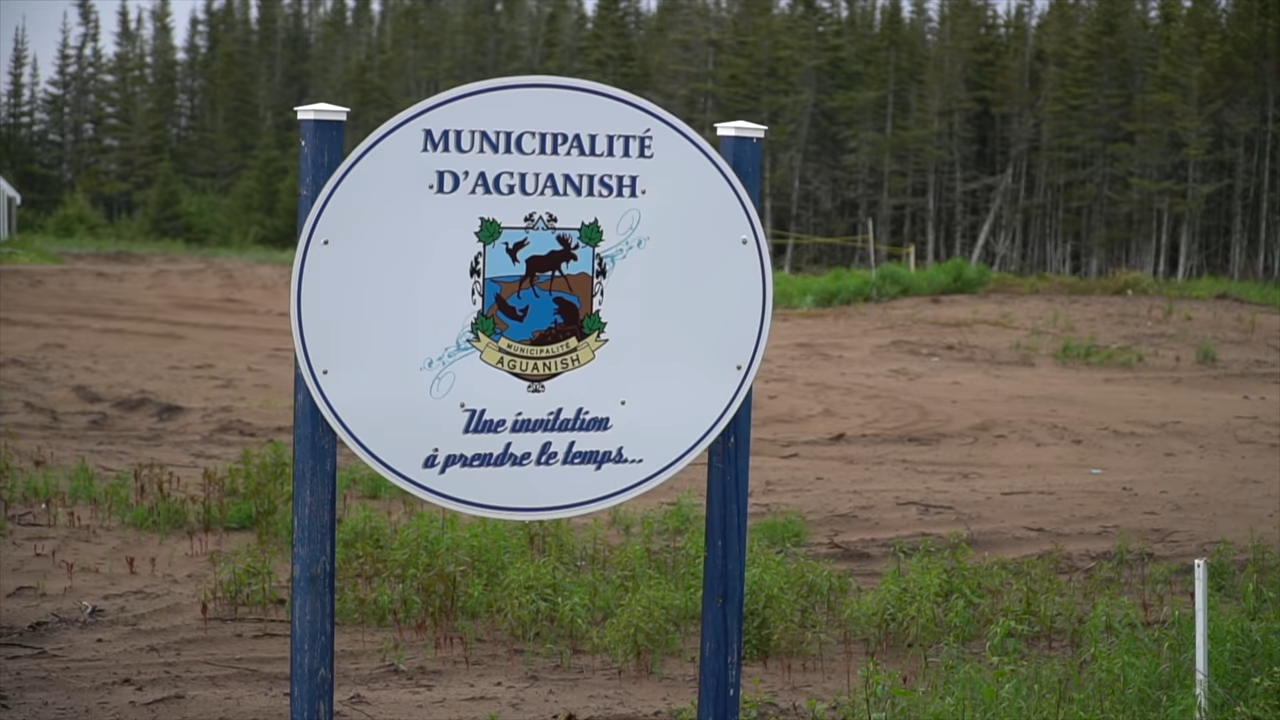 MUNICIPALITÉ
D'AGUANISH
MUNICIPALITÉ
AGUANISH
Une invitation
à prendre le temps...